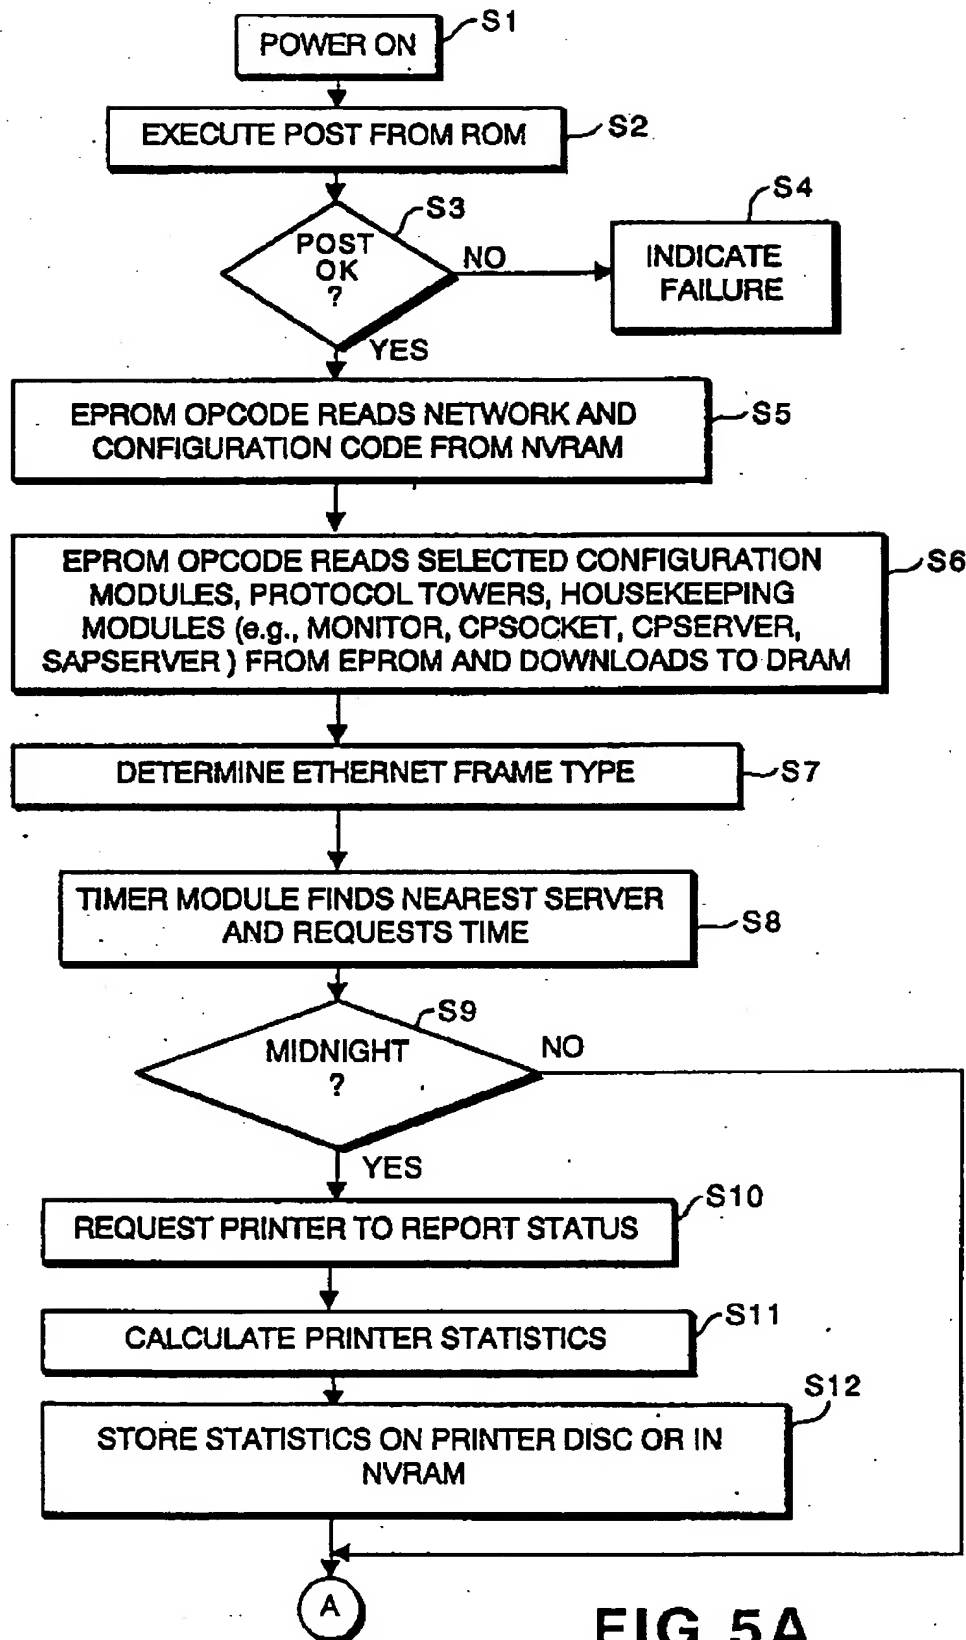 POWER ON
S1
EXECUTE POST FROM ROM
S2
POST
OK
?
S3
NO
INDICATE
FAILURE
S4
YES
EPROM OPCODE READS NETWORK AND
CONFIGURATION CODE FROM NVRAM
S5
EPROM OPCODE READS SELECTED CONFIGURATION
MODULES, PROTOCOL TOWERS, HOUSEKEEPING
MODULES (e.g., MONITOR, CPSOCKET, CPSERVER,
SAPSERVER ) FROM EPROM AND DOWNLOADS TO DRAM
S6
DETERMINE ETHERNET FRAME TYPE
S7
TIMER MODULE FINDS NEAREST SERVER
AND REQUESTS TIME
S8
MIDNIGHT
?
S9
NO
YES
REQUEST PRINTER TO REPORT STATUS
S10
CALCULATE PRINTER STATISTICS
S11
STORE STATISTICS ON PRINTER DISC OR IN
NVRAM
S12
A
FIG. 5A